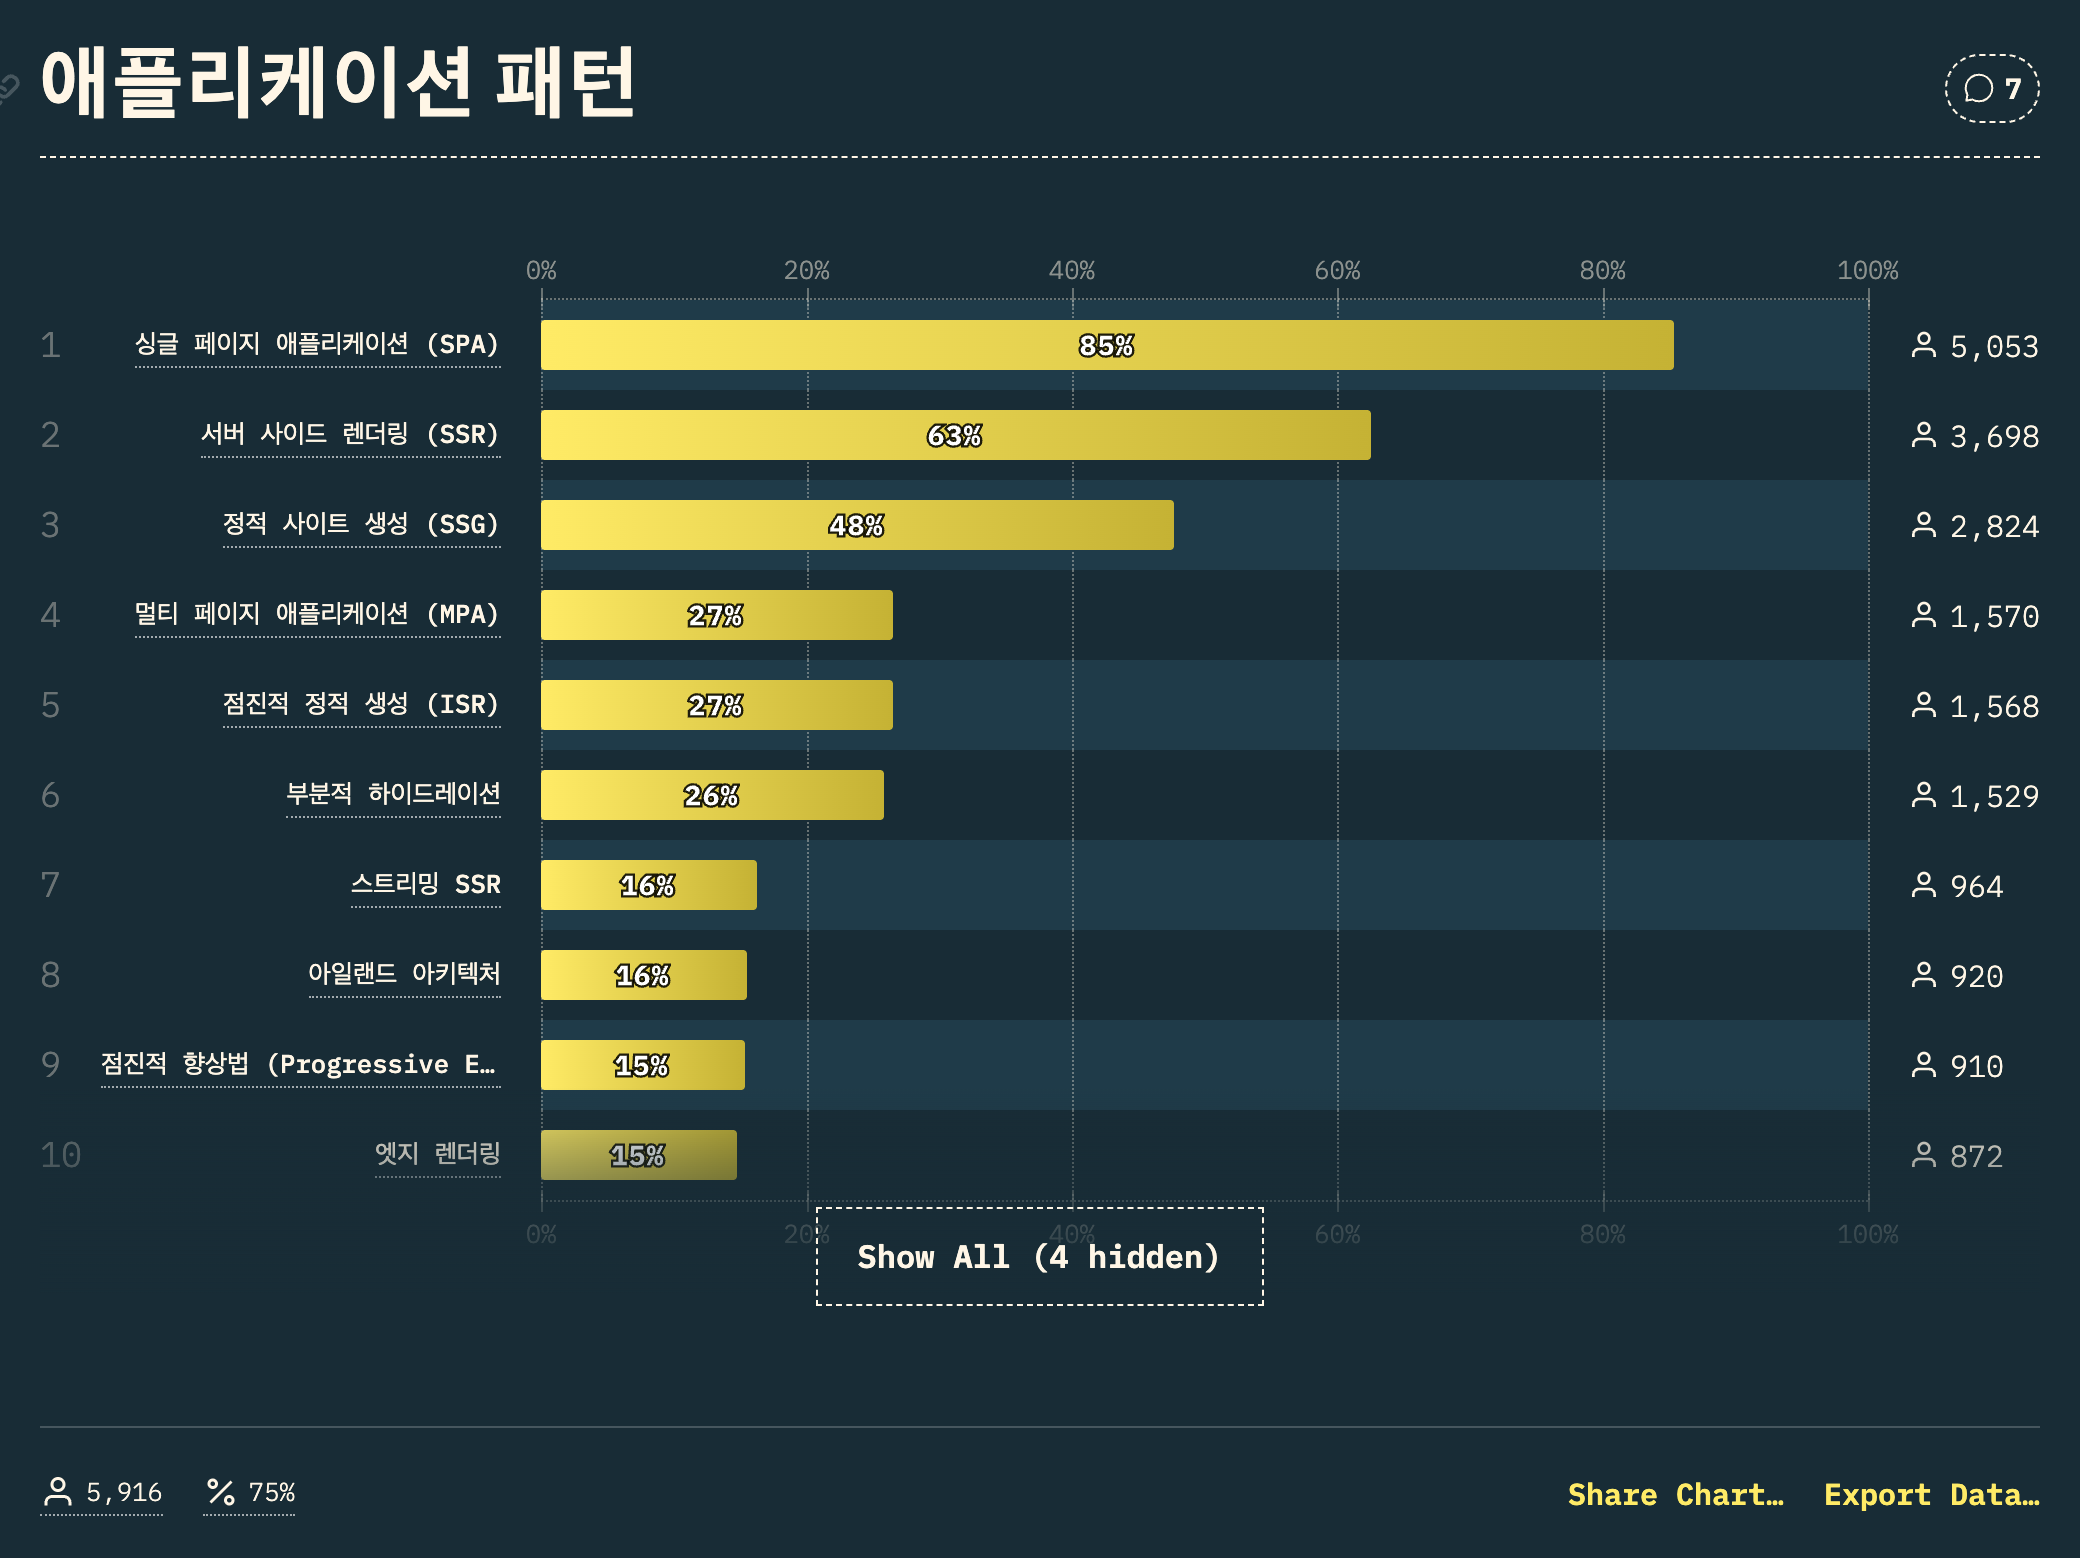 애플리케이션 패턴
7
0% 20% 40% 60% 80% 100%
1 싱글 페이지 애플리케이션 (SPA) 85% 5,053
2 서버 사이드 렌더링 (SSR) 63% 3,698
3 정적 사이트 생성 (SSG) 48% 2,824
4 멀티 페이지 애플리케이션 (MPA) 27% 1,570
5 점진적 정적 생성 (ISR) 27% 1,568
6 부분적 하이드레이션 26% 1,529
7 스트리밍 SSR 16% 964
8 아일랜드 아키텍처 16% 920
9 점진적 향상법 (Progressive E… 15% 910
10 엣지 렌더링 15% 872
0% 20% 40% 60% 80% 100%
Show All (4 hidden)
5,916 75% Share Chart… Export Data…